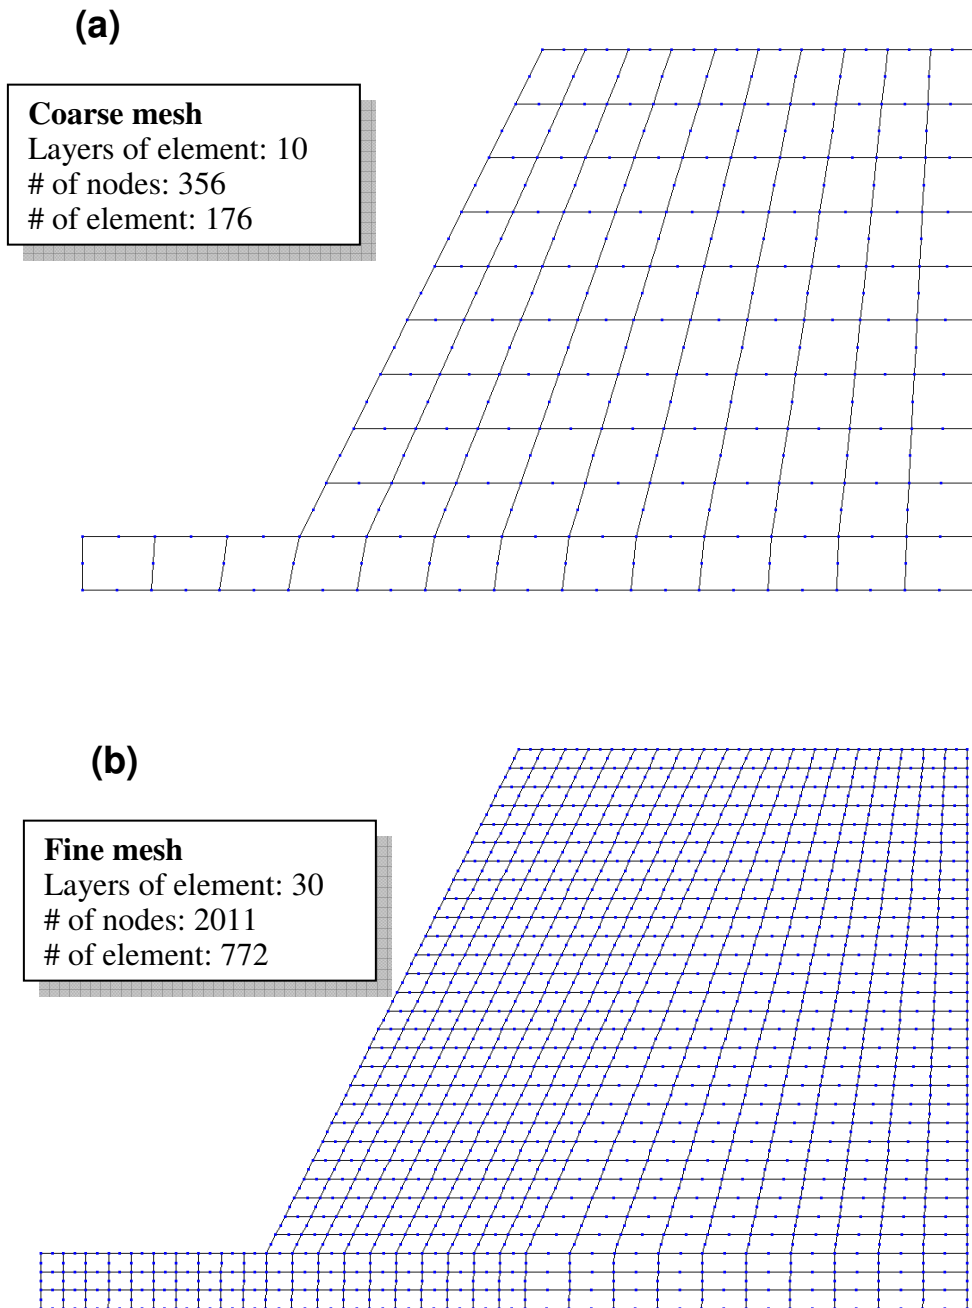 (a)
Coarse mesh
Layers of element: 10
# of nodes: 356
# of element: 176
(b)
Fine mesh
Layers of element: 30
# of nodes: 2011
# of element: 772